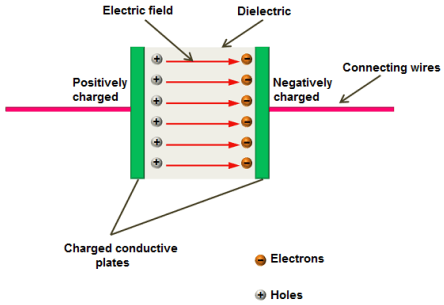 Electric field
Dielectric
Positively
charged
Negatively
charged
Connecting wires
Charged conductive
plates
Electrons
Holes